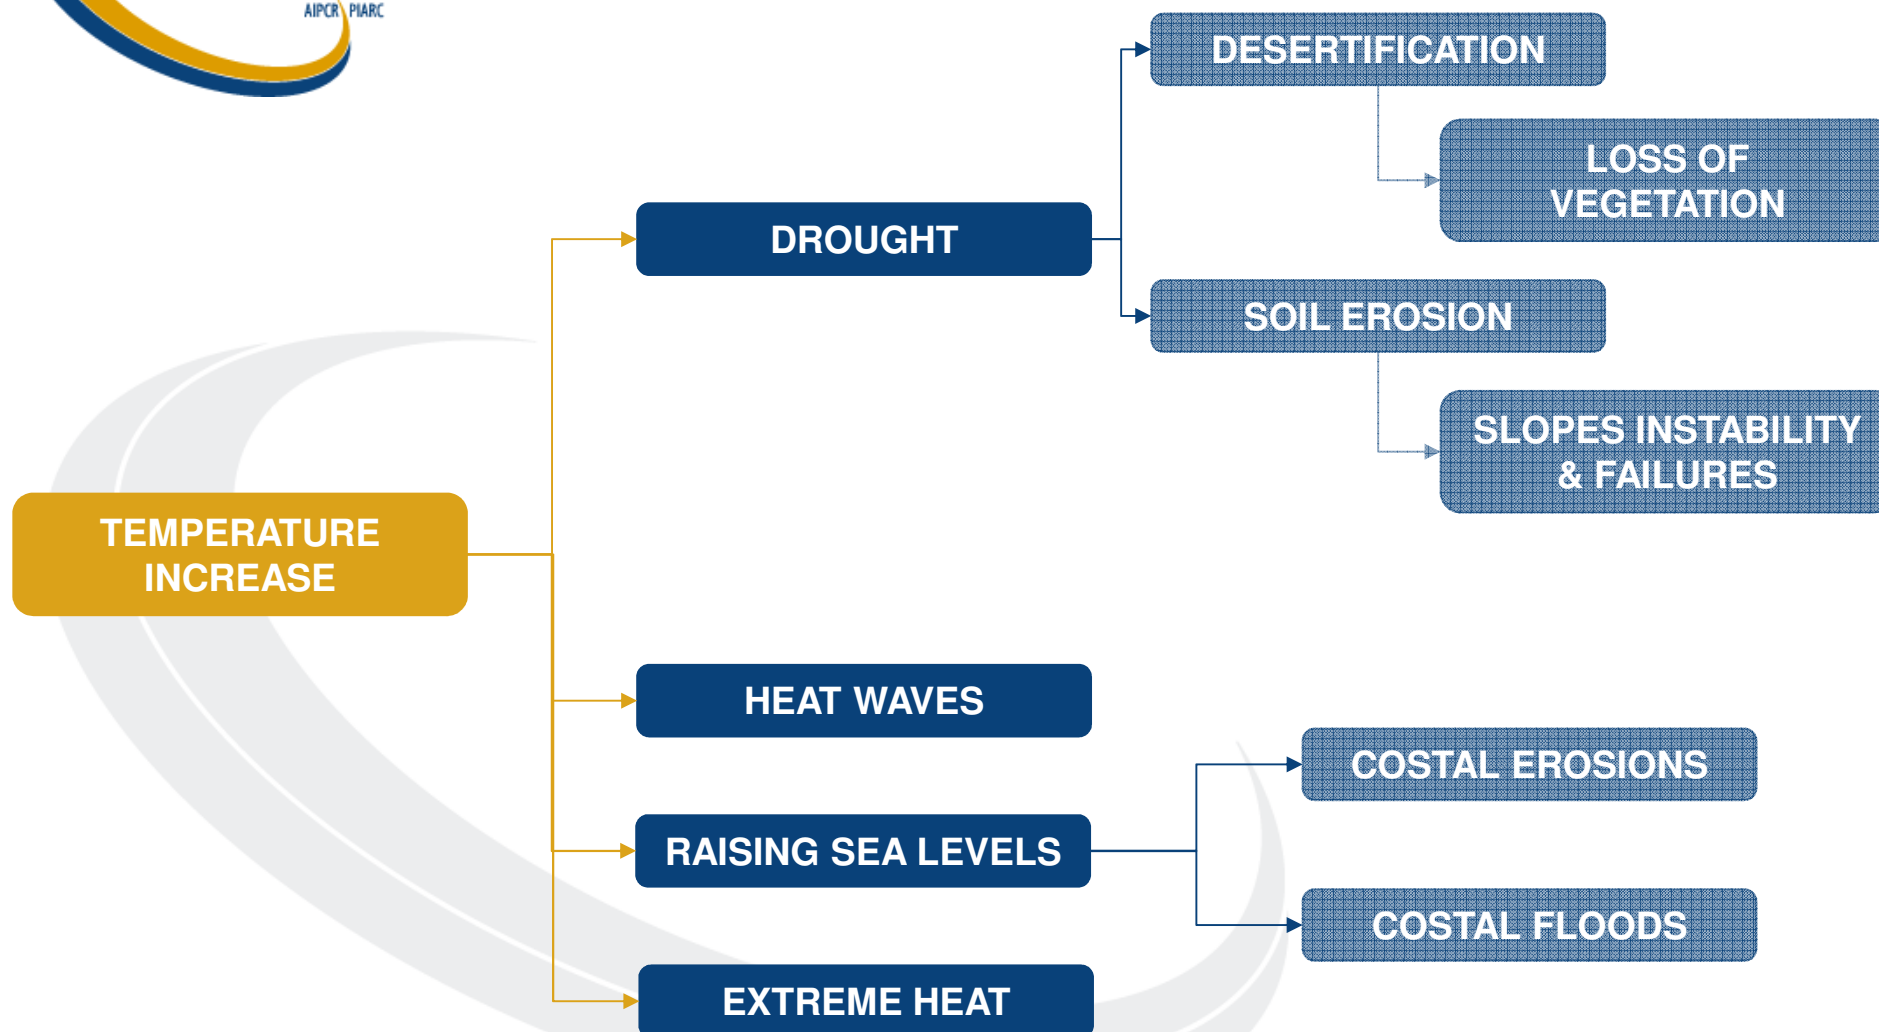 AIPCR PIARC
DESERTIFICATION
LOSS OF
VEGETATION
DROUGHT
SOIL EROSION
SLOPES INSTABILITY
& FAILURES
TEMPERATURE
INCREASE
HEAT WAVES
COSTAL EROSIONS
RAISING SEA LEVELS
COSTAL FLOODS
EXTREME HEAT